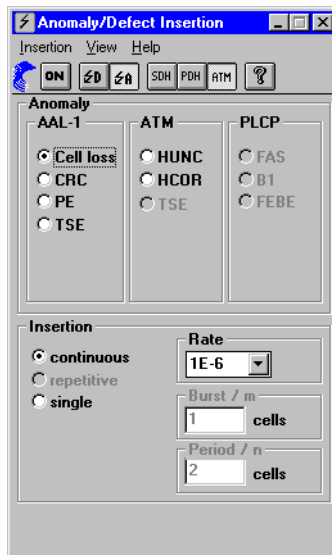 Anomaly/Defect Insertion
Insertion View Help
ON D A SDH PDH ATM ?
Anomaly
AAL-1 ATM PLCP
Cell loss HUNC FAS
CRC HCOR B1
PE TSE FEBE
TSE
Insertion
continuous
repetitive
single
Rate
1E-6
Burst / m
1 cells
Period / n
2 cells